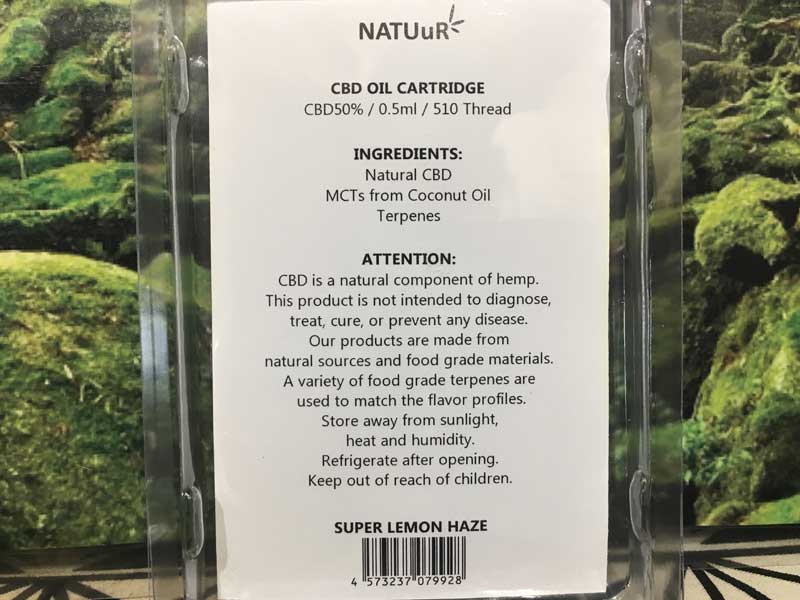 NATUuR
CBD OIL CARTRIDGE
CBD50% / 0.5ml / 510 Thread
INGREDIENTS:
Natural CBD
MCTs from Coconut Oil
Terpenes
ATTENTION:
CBD is a natural component of hemp.
This product is not intended to diagnose,
treat, cure, or prevent any disease.
Our products are made from
natural sources and food grade materials.
A variety of food grade terpenes are
used to match the flavor profiles.
Store away from sunlight,
heat and humidity.
Refrigerate after opening.
Keep out of reach of children.
SUPER LEMON HAZE
4 573237 079928